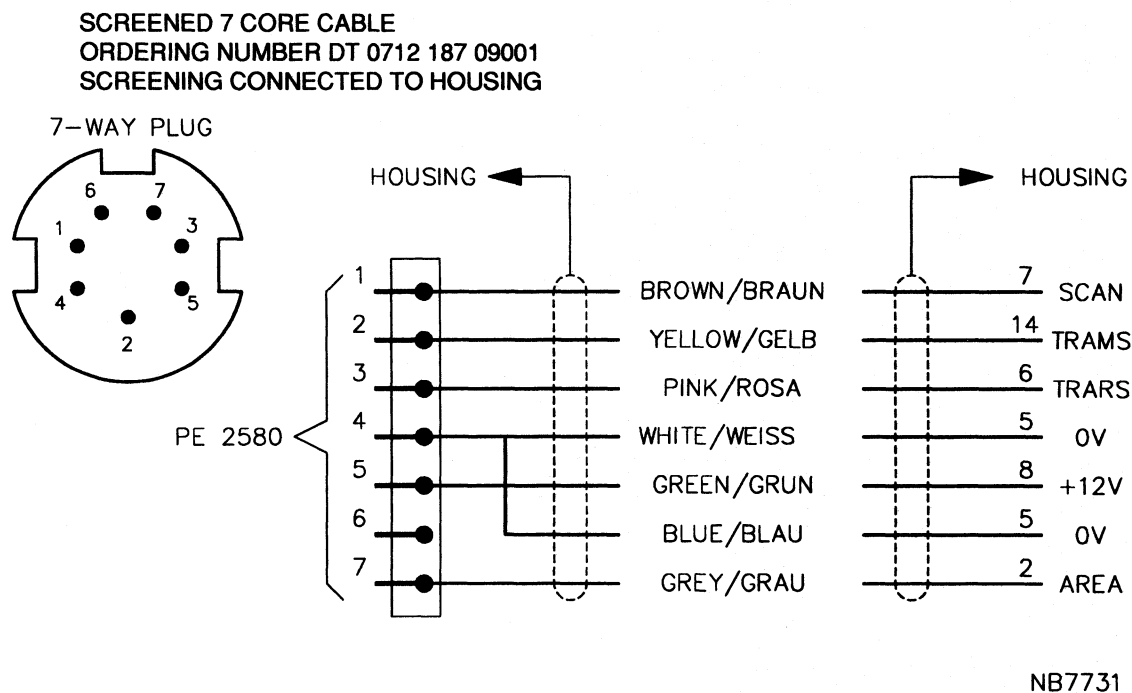 SCREENED 7 CORE CABLE
ORDERING NUMBER DT 0712 187 09001
SCREENING CONNECTED TO HOUSING
7-WAY PLUG
6 7
1 3
4 5
2
HOUSING HOUSING
1 BROWN/BRAUN 7 SCAN
2 YELLOW/GELB 14 TRAMS
3 PINK/ROSA 6 TRARS
PE 2580 4 WHITE/WEISS 5 0V
5 GREEN/GRUN 8 +12V
6 BLUE/BLAU 5 0V
7 GREY/GRAU 2 AREA
NB7731